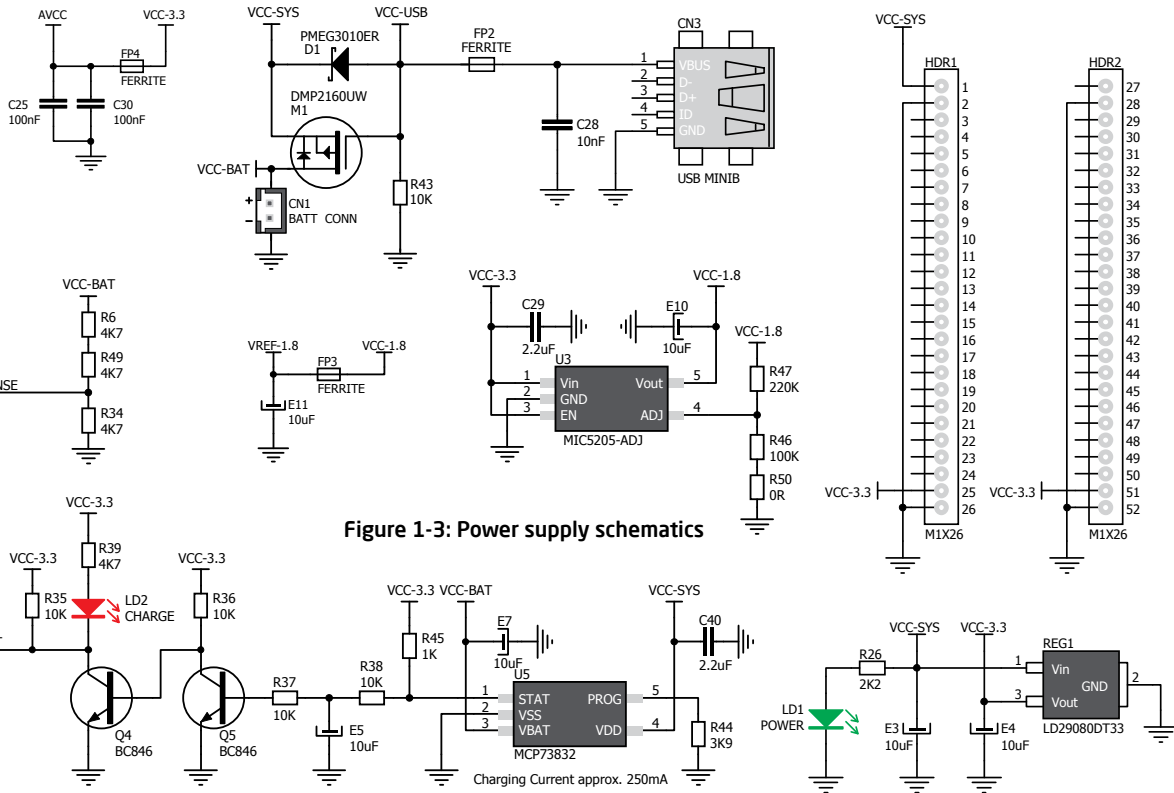 AVCC
VCC-3.3
FP4
FERRITE
C25
100nF
C30
100nF
VCC-SYS
VCC-USB
PMEG3010ER
D1
DMP2160UW
M1
VCC-BAT
+
-
CN1
BATT CONN
R43
10K
FP2
FERRITE
C28
10nF
CN3
1 VBUS
2 D-
3 D+
4 ID
5 GND
USB MINIB
VCC-SYS
HDR1
1
2
3
4
5
6
7
8
9
10
11
12
13
14
15
16
17
18
19
20
21
22
23
24
VCC-3.3
25
26
M1X26
HDR2
27
28
29
30
31
32
33
34
35
36
37
38
39
40
41
42
43
44
45
46
47
48
49
50
VCC-3.3
51
52
M1X26
VCC-BAT
R6
4K7
R49
4K7
NSE
R34
4K7
VREF-1.8
VCC-1.8
FP3
FERRITE
E11
10uF
VCC-3.3
C29
2.2uF
E10
10uF
VCC-1.8
U3
1 Vin
2 GND
3 EN
Vout 5
ADJ 4
MIC5205-ADJ
VCC-1.8
R47
220K
R46
100K
R50
0R
Figure 1-3: Power supply schematics
VCC-3.3
R39
4K7
VCC-3.3
R35
10K
LD2
CHARGE
VCC-3.3
R36
10K
Q4
BC846
Q5
BC846
R37
10K
R38
10K
E5
10uF
VCC-3.3
R45
1K
VCC-BAT
E7
10uF
U5
1 STAT
2 VSS
3 VBAT
PROG 5
VDD 4
MCP73832
VCC-SYS
C40
2.2uF
R44
3K9
Charging Current approx. 250mA
VCC-SYS
VCC-3.3
R26
2K2
LD1
POWER
E3
10uF
E4
10uF
REG1
1 Vin
GND 2
3 Vout
LD29080DT33